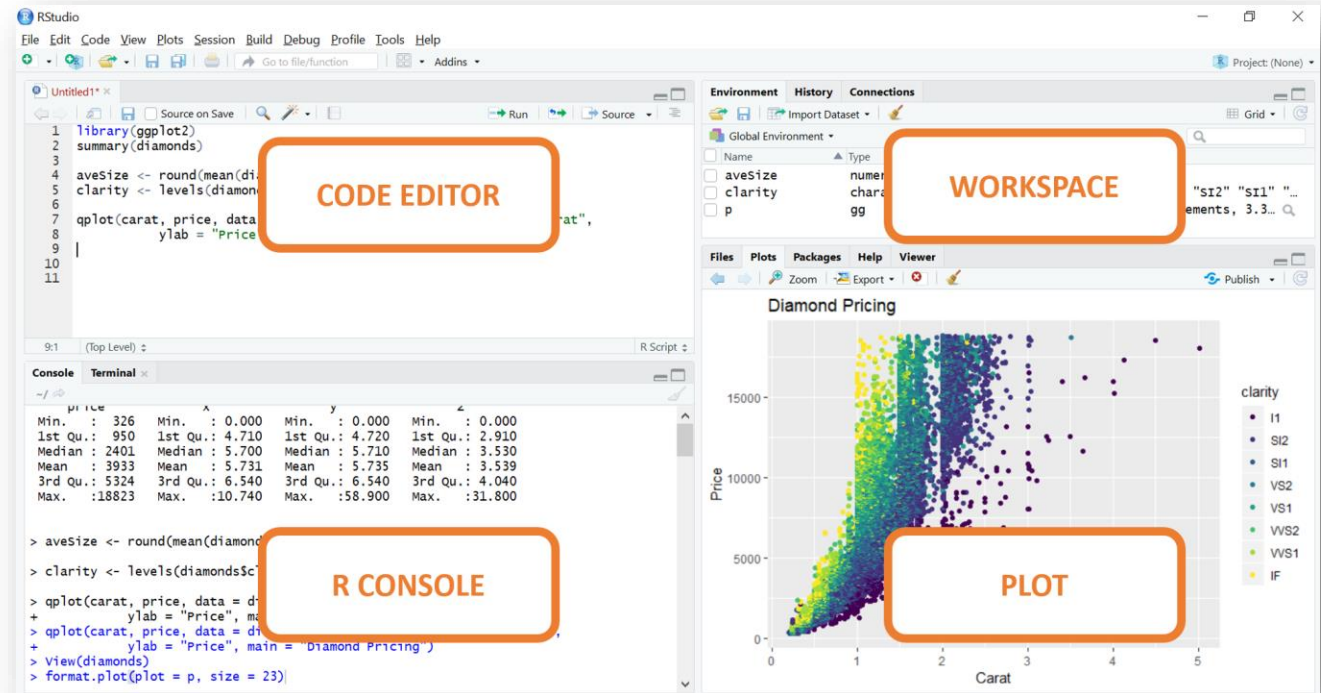 RStudio
File Edit Code View Plots Session Build Debug Profile Tools Help
Go to file/function Addins Project: (None)
Untitled1*
Source on Save Run Source
1 library(ggplot2)
2 summary(diamonds)
3
4 aveSize <- round(mean(di
5 clarity <- levels(diamon
6
7 qplot(carat, price, data at",
8 ylab = "Price
9
10
11
CODE EDITOR
9:1 (Top Level) R Script
Console Terminal
~/
price x y z
Min. : 326 Min. : 0.000 Min. : 0.000 Min. : 0.000
1st Qu.: 950 1st Qu.: 4.710 1st Qu.: 4.720 1st Qu.: 2.910
Median : 2401 Median : 5.700 Median : 5.710 Median : 3.530
Mean : 3933 Mean : 5.731 Mean : 5.735 Mean : 3.539
3rd Qu.: 5324 3rd Qu.: 6.540 3rd Qu.: 6.540 3rd Qu.: 4.040
Max. :18823 Max. :10.740 Max. :58.900 Max. :31.800
> aveSize <- round(mean(diamond
> clarity <- levels(diamonds$cl
> qplot(carat, price, data = di
+ ylab = "Price", ma
> qplot(carat, price, data = di
+ ylab = "Price", main = "Diamond Pricing")
> View(diamonds)
> format.plot(plot = p, size = 23)
R CONSOLE
Environment History Connections
Import Dataset Grid
Global Environment
Name Type
aveSize numer
clarity chara "SI2" "SI1" "…
p gg ements, 3.3…
WORKSPACE
Files Plots Packages Help Viewer
Zoom Export Publish
Diamond Pricing
Price
15000
10000
5000
0
0 1 2 3 4 5
Carat
clarity
I1
SI2
SI1
VS2
VS1
VVS2
VVS1
IF
PLOT